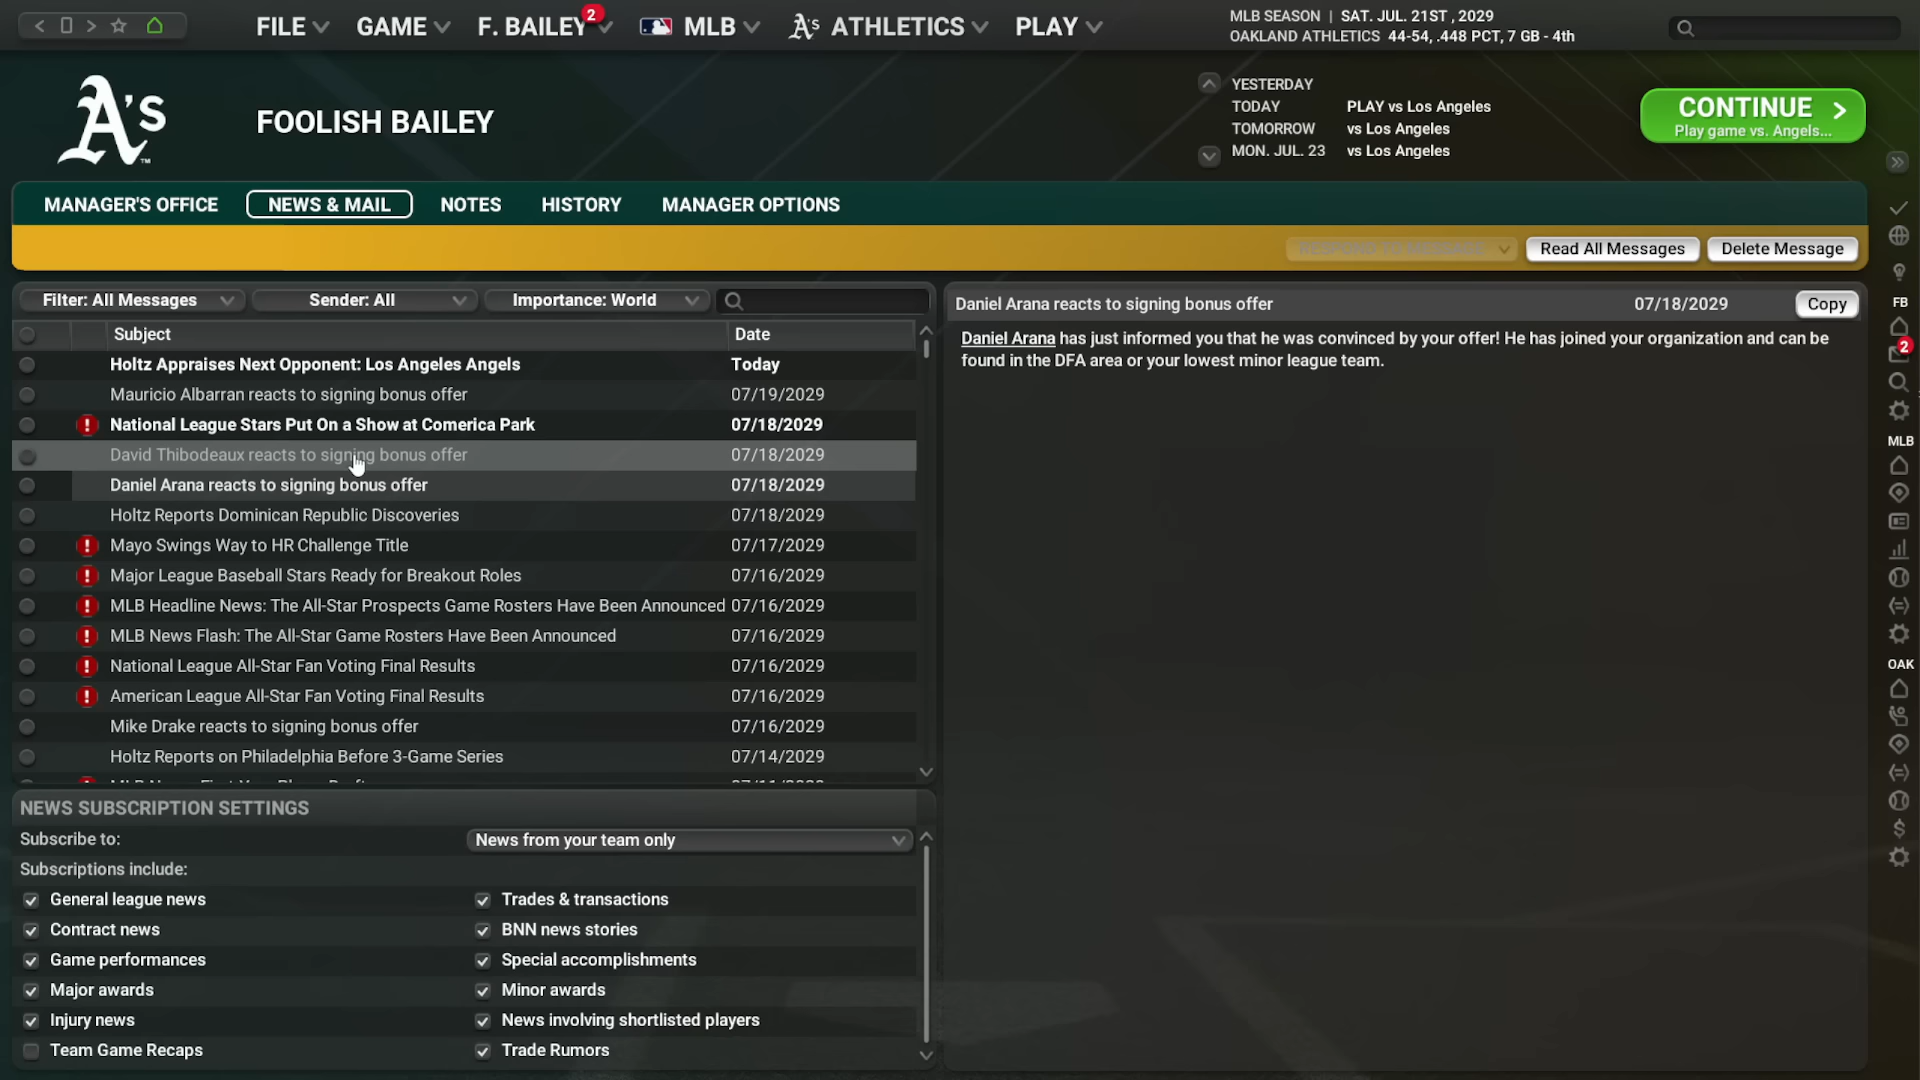 FILE
GAME
F. BAILEY
2
MLB
A's ATHLETICS
PLAY
MLB SEASON | SAT. JUL. 21ST , 2029
OAKLAND ATHLETICS 44-54, .448 PCT, 7 GB - 4th
A's
TM
FOOLISH BAILEY
YESTERDAY
TODAY PLAY vs Los Angeles
TOMORROW vs Los Angeles
MON. JUL. 23 vs Los Angeles
CONTINUE
Play game vs. Angels...
MANAGER'S OFFICE
NEWS & MAIL
NOTES
HISTORY
MANAGER OPTIONS
RESPOND TO MESSAGE
Read All Messages
Delete Message
Filter: All Messages
Sender: All
Importance: World
Subject Date
Holtz Appraises Next Opponent: Los Angeles Angels Today
Mauricio Albarran reacts to signing bonus offer 07/19/2029
National League Stars Put On a Show at Comerica Park 07/18/2029
David Thibodeaux reacts to signing bonus offer 07/18/2029
Daniel Arana reacts to signing bonus offer 07/18/2029
Holtz Reports Dominican Republic Discoveries 07/18/2029
Mayo Swings Way to HR Challenge Title 07/17/2029
Major League Baseball Stars Ready for Breakout Roles 07/16/2029
MLB Headline News: The All-Star Prospects Game Rosters Have Been Announced 07/16/2029
MLB News Flash: The All-Star Game Rosters Have Been Announced 07/16/2029
National League All-Star Fan Voting Final Results 07/16/2029
American League All-Star Fan Voting Final Results 07/16/2029
Mike Drake reacts to signing bonus offer 07/16/2029
Holtz Reports on Philadelphia Before 3-Game Series 07/14/2029
Daniel Arana reacts to signing bonus offer 07/18/2029
Copy
Daniel Arana has just informed you that he was convinced by your offer! He has joined your organization and can be
found in the DFA area or your lowest minor league team.
NEWS SUBSCRIPTION SETTINGS
Subscribe to: News from your team only
Subscriptions include:
General league news Trades & transactions
Contract news BNN news stories
Game performances Special accomplishments
Major awards Minor awards
Injury news News involving shortlisted players
Team Game Recaps Trade Rumors
FB
2
MLB
OAK
$